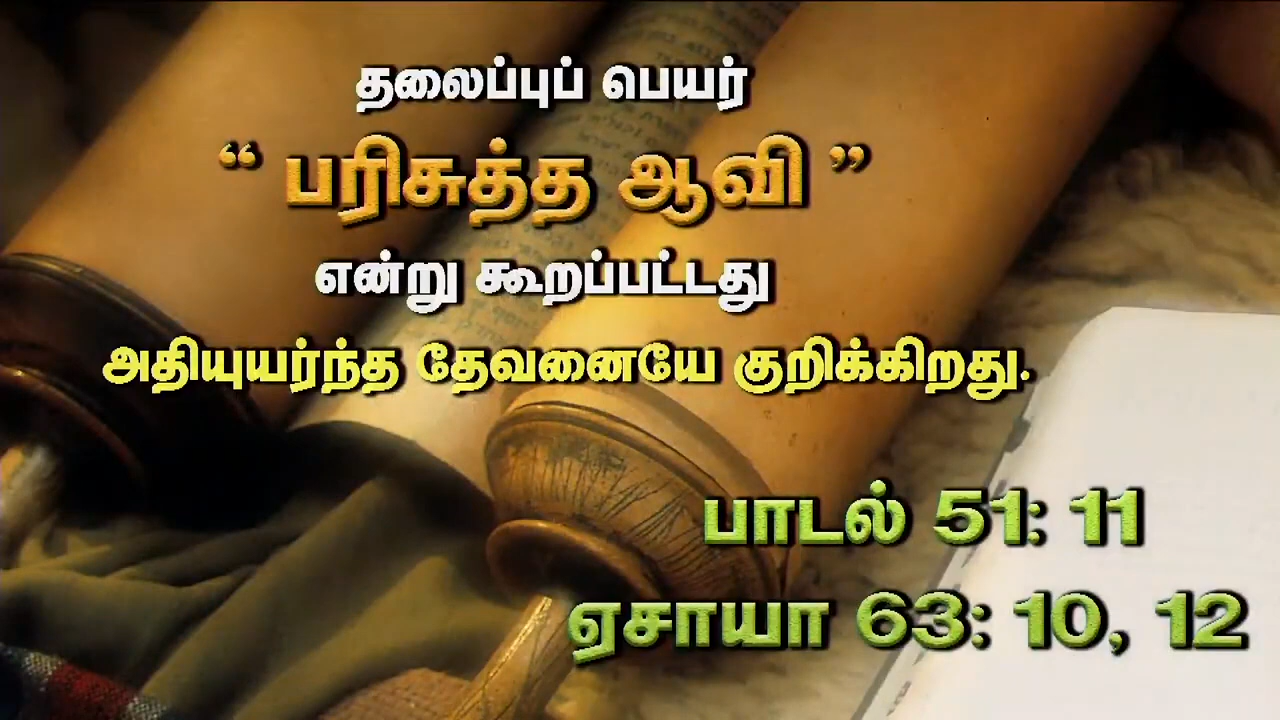 தலைப்புப் பெயர்
“ பரிசுத்த ஆவி ”
என்று கூறப்பட்டது
அதியுயர்ந்த தேவனையே குறிக்கிறது.
பாடல் 51: 11
ஏசாயா 63: 10, 12